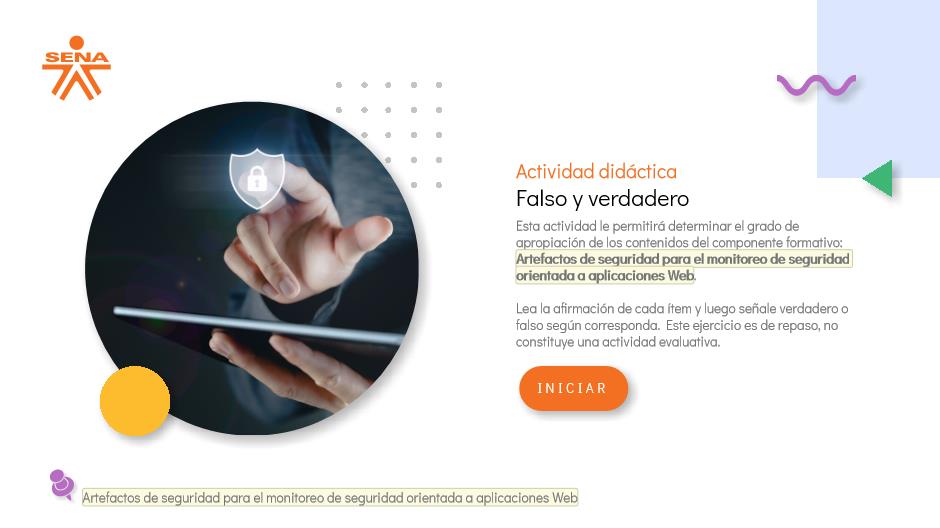 SENA
Actividad didáctica
Falso y verdadero
Esta actividad le permitirá determinar el grado de
apropiación de los contenidos del componente formativo:
Artefactos de seguridad para el monitoreo de seguridad
orientada a aplicaciones Web.
Lea la afirmación de cada ítem y luego señale verdadero o
falso según corresponda. Este ejercicio es de repaso, no
constituye una actividad evaluativa.
INICIAR
Artefactos de seguridad para el monitoreo de seguridad orientada a aplicaciones Web